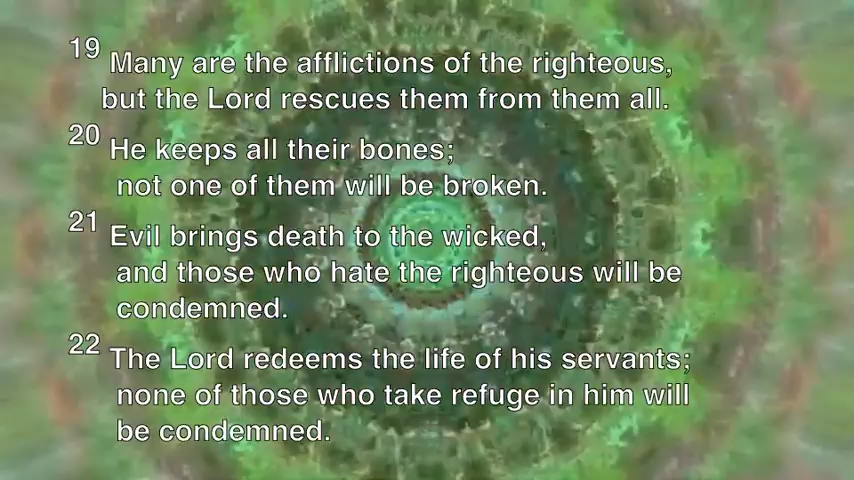 19 Many are the afflictions of the righteous,
but the Lord rescues them from them all.
20 He keeps all their bones;
not one of them will be broken.
21 Evil brings death to the wicked,
and those who hate the righteous will be
condemned.
22 The Lord redeems the life of his servants;
none of those who take refuge in him will
be condemned.